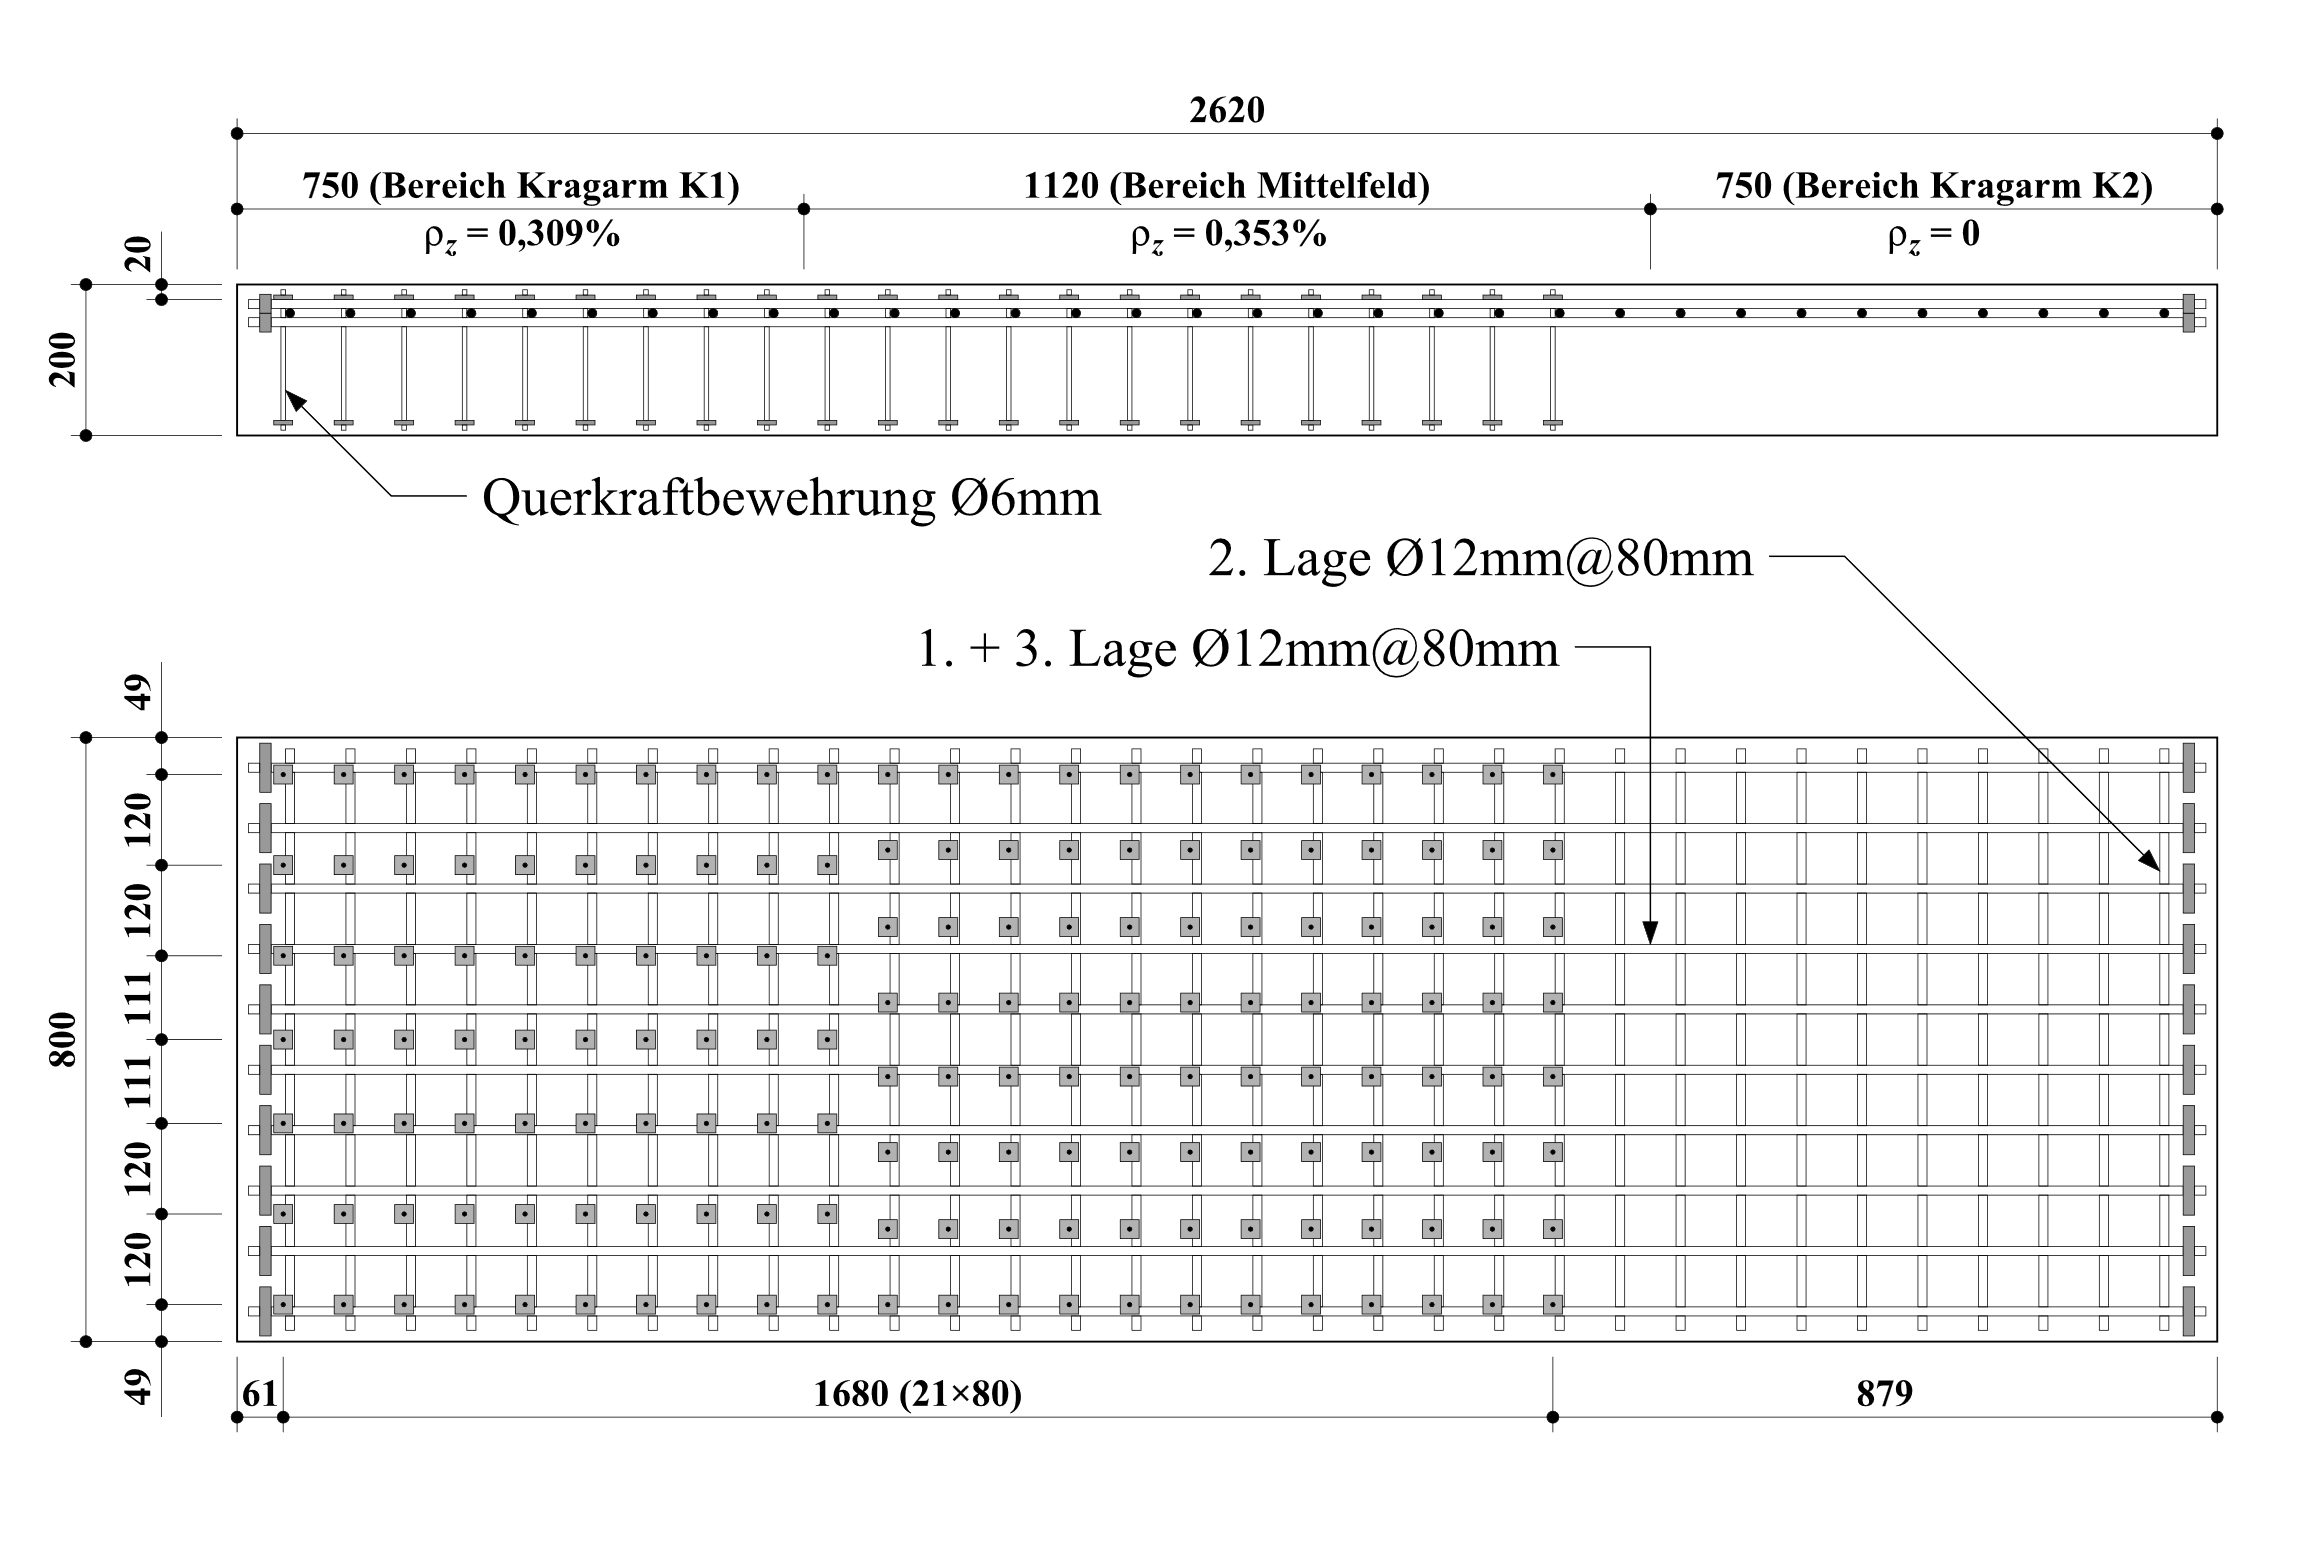 2620
750 (Bereich Kragarm K1)
1120 (Bereich Mittelfeld)
750 (Bereich Kragarm K2)
ρz = 0,309%
ρz = 0,353%
ρz = 0
20
200
Querkraftbewehrung Ø6mm
2. Lage Ø12mm@80mm
1. + 3. Lage Ø12mm@80mm
49
120
120
111
111
120
120
49
800
61
1680 (21×80)
879